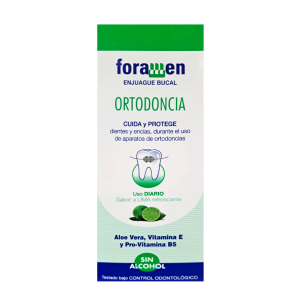 foramen
ENJUAGUE BUCAL
ORTODONCIA
CUIDA y PROTEGE
dientes y encías, durante el uso
de aparatos de ortodoncias
Uso DIARIO
Sabor a LIMA refrescante
Aloe Vera, Vitamina E
y Pro-Vitamina B5
SIN
ALCOHOL
Testado bajo CONTROL ODONTOLÓGICO